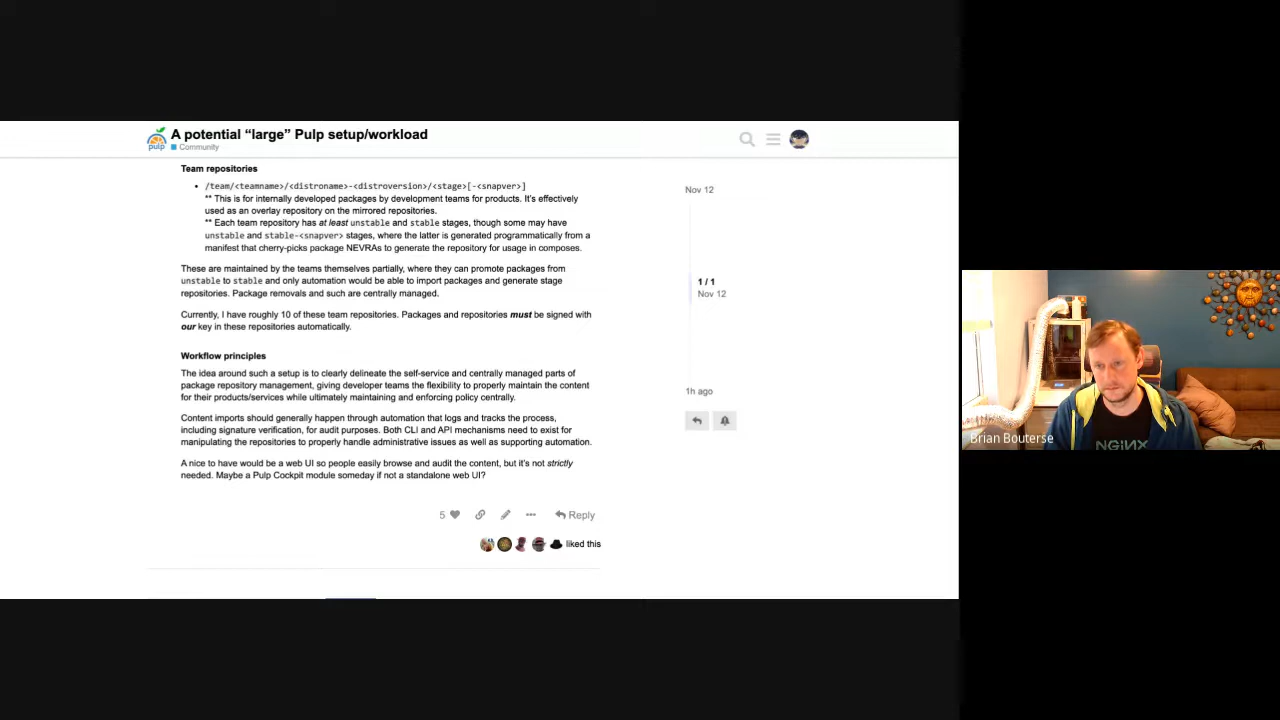 A potential “large” Pulp setup/workload
Community
pulp
Team repositories
• /team/<teamname>/<distroname>-<distroversion>/<stage>[-<snapver>]
** This is for internally developed packages by development teams for products. It’s effectively
used as an overlay repository on the mirrored repositories.
** Each team repository has at least unstable and stable stages, though some may have
unstable and stable-<snapver> stages, where the latter is generated programmatically from a
manifest that cherry-picks package NEVRAs to generate the repository for usage in composes.
These are maintained by the teams themselves partially, where they can promote packages from
unstable to stable and only automation would be able to import packages and generate stage
repositories. Package removals and such are centrally managed.
Currently, I have roughly 10 of these team repositories. Packages and repositories must be signed with
our key in these repositories automatically.
Workflow principles
The idea around such a setup is to clearly delineate the self-service and centrally managed parts of
package repository management, giving developer teams the flexibility to properly maintain the content
for their products/services while ultimately maintaining and enforcing policy centrally.
Content imports should generally happen through automation that logs and tracks the process,
including signature verification, for audit purposes. Both CLI and API mechanisms need to exist for
manipulating the repositories to properly handle administrative issues as well as supporting automation.
A nice to have would be a web UI so people easily browse and audit the content, but it’s not strictly
needed. Maybe a Pulp Cockpit module someday if not a standalone web UI?
5
Reply
liked this
Nov 12
1 / 1
Nov 12
1h ago
NGINX
Brian Bouterse